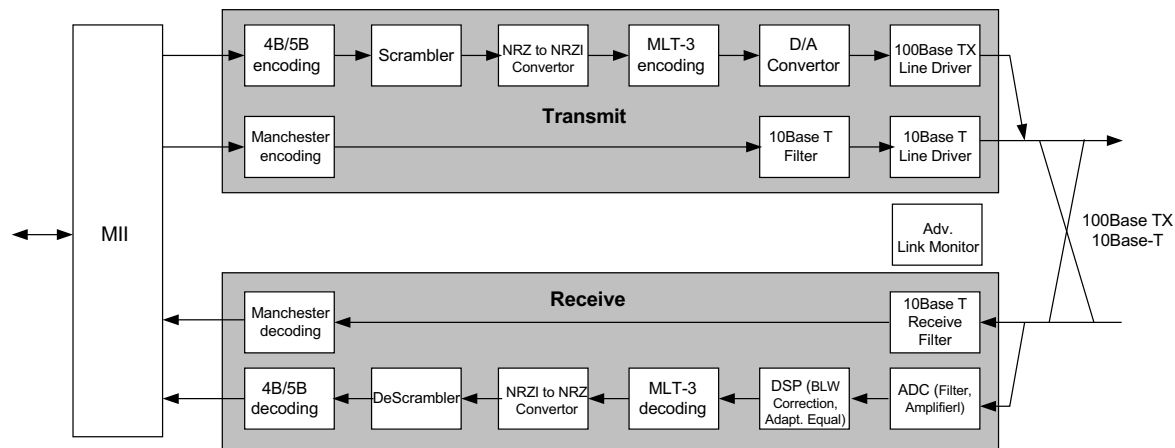 4B/5B
encoding
Scrambler
NRZ to NRZI
Convertor
MLT-3
encoding
D/A
Convertor
100Base TX
Line Driver
Transmit
Manchester
encoding
10Base T
Filter
10Base T
Line Driver
MII
Adv.
Link Monitor
100Base TX
10Base-T
Receive
Manchester
decoding
10Base T
Receive
Filter
4B/5B
decoding
DeScrambler
NRZI to NRZ
Convertor
MLT-3
decoding
DSP (BLW
Correction,
Adapt. Equal)
ADC (Filter,
Amplifierl)